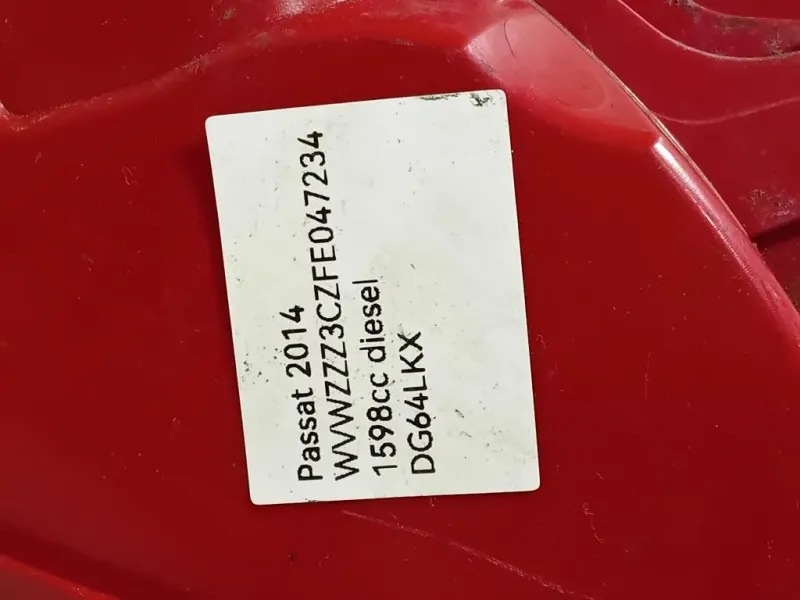 Passat 2014
WVWZZZ3CZFE047234
1598cc diesel
DG64LKX